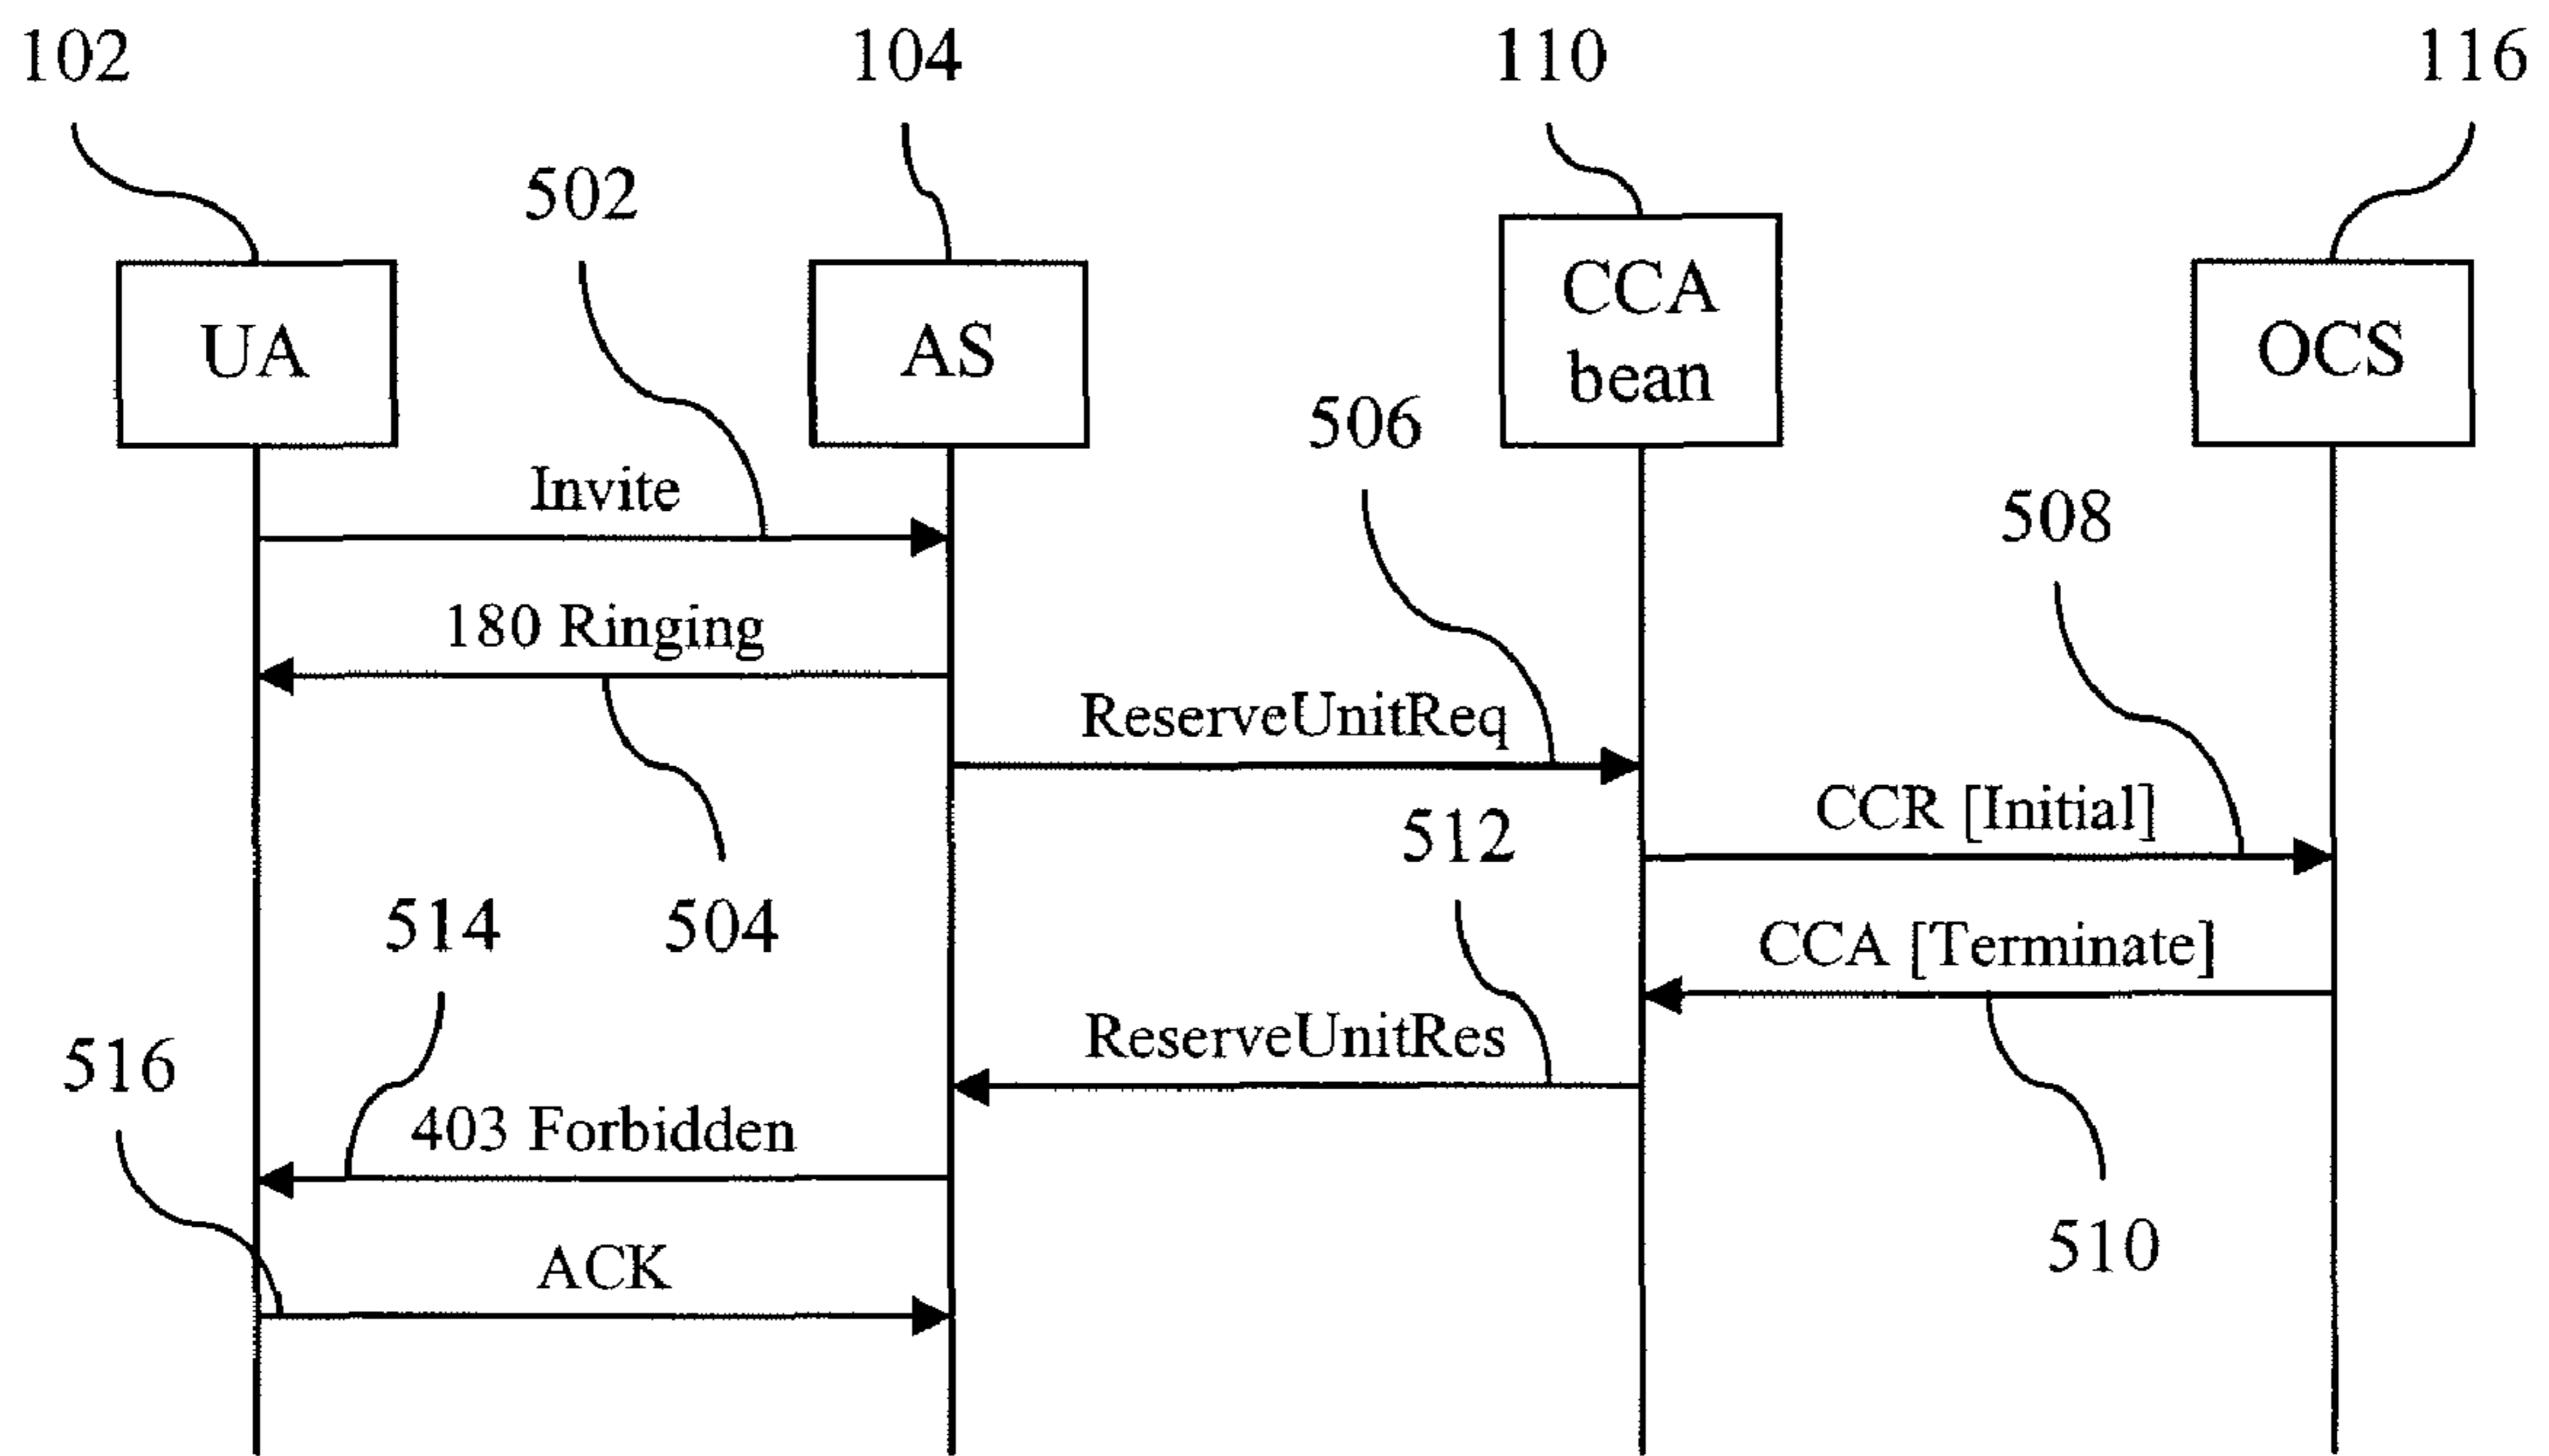 102
104
110
116
502
UA
AS
CCA
bean
OCS
506
Invite
508
180 Ringing
ReserveUnitReq
CCR [Initial]
512
514
504
CCA [Terminate]
ReserveUnitRes
516
403 Forbidden
510
ACK